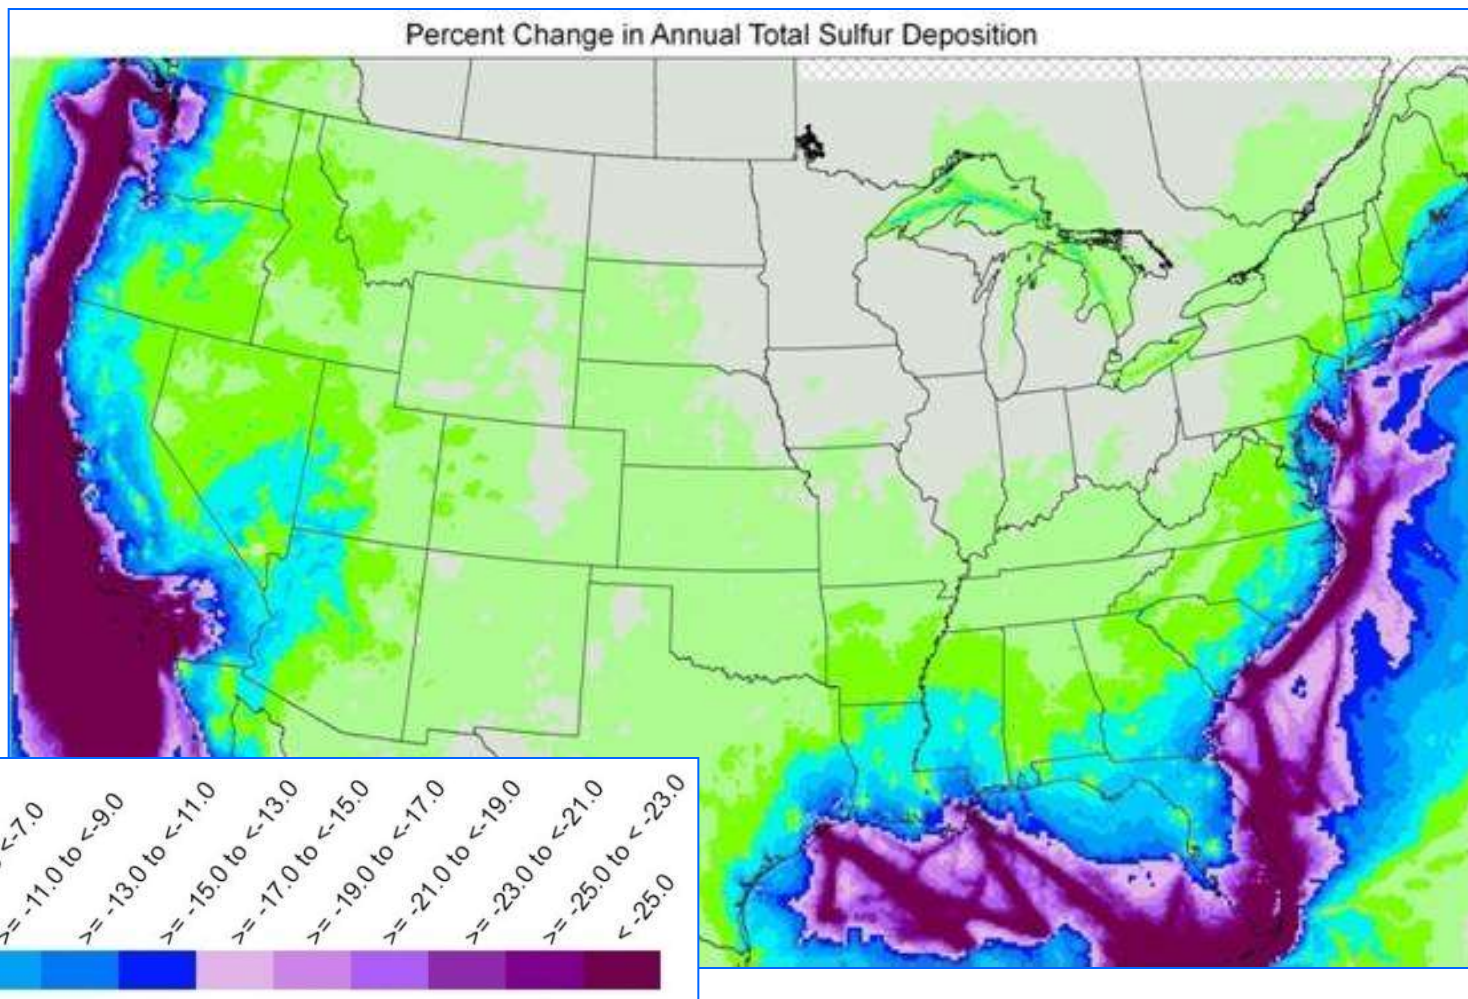 Percent Change in Annual Total Sulfur Deposition
<-7.0
>= -11.0 to <-9.0
>= -13.0 to <-11.0
>= -15.0 to <-13.0
>= -17.0 to <-15.0
>= -19.0 to <-17.0
>= -21.0 to <-19.0
>= -23.0 to <-21.0
>= -25.0 to < -23.0
< -25.0